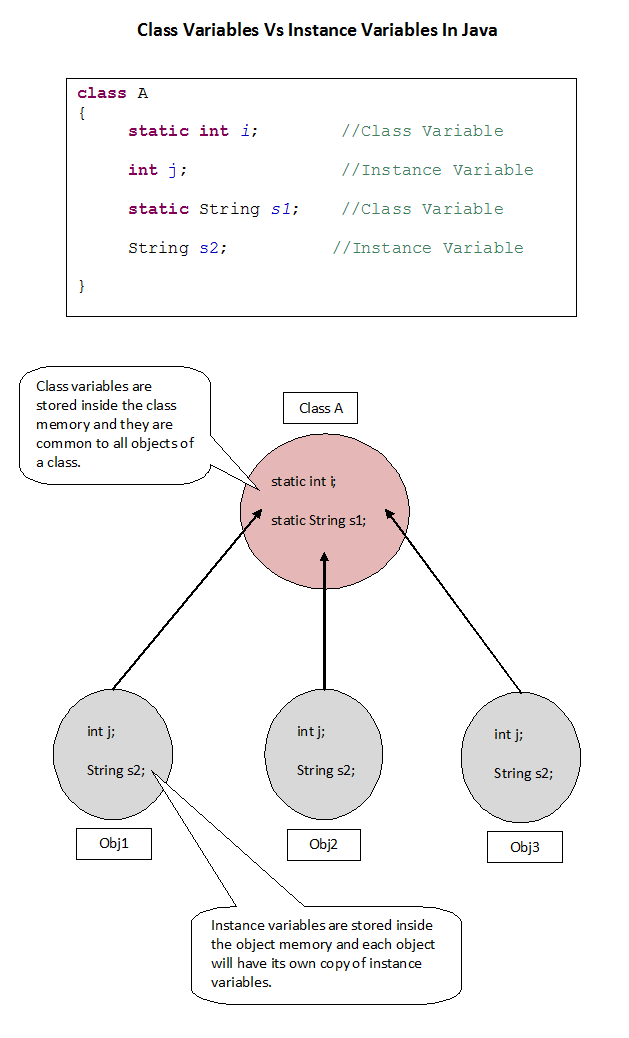 Class Variables Vs Instance Variables In Java
class A
{
static int i; //Class Variable
int j; //Instance Variable
static String s1; //Class Variable
String s2; //Instance Variable
}
Class variables are
stored inside the class
memory and they are
common to all objects of
a class.
Class A
static int i;
static String s1;
int j;
String s2;
int j;
String s2;
int j;
String s2;
Obj1
Obj2
Obj3
Instance variables are stored inside
the object memory and each object
will have its own copy of instance
variables.